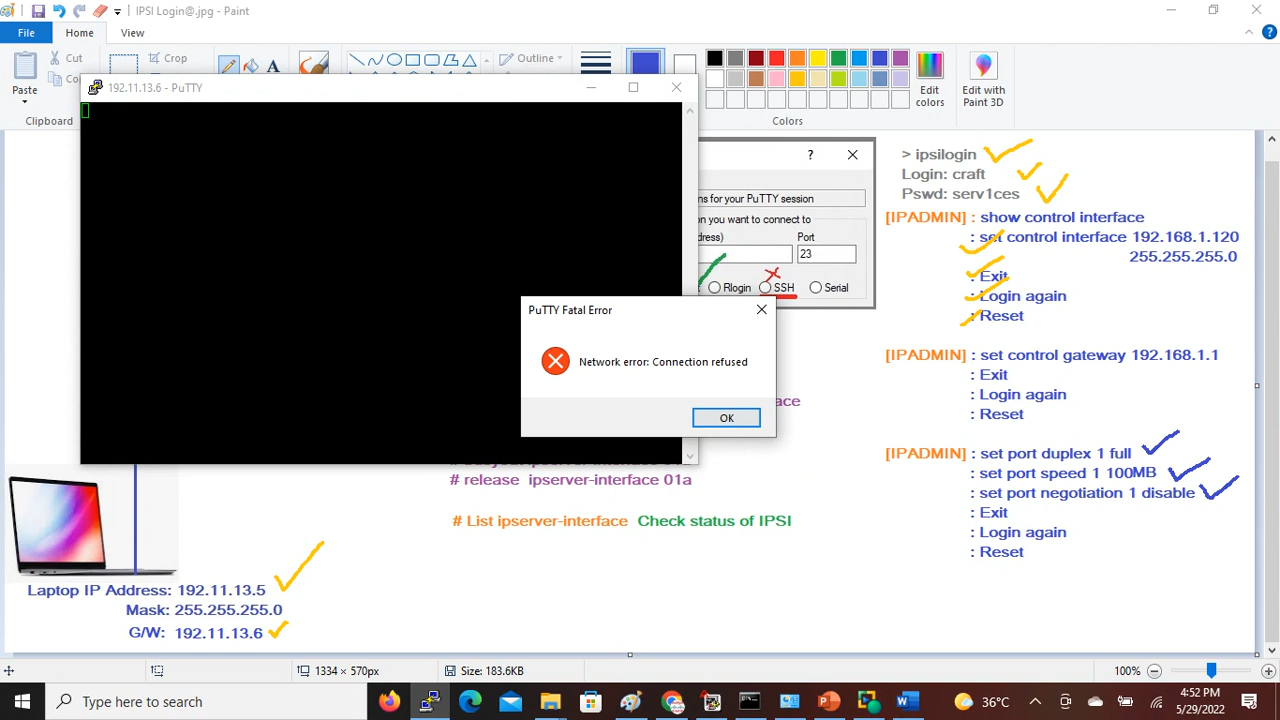 IPSI Login@.jpg - Paint
File
Home
View
Paste
Cut
Crop
Outline
Edit colors
Edit with Paint 3D
Clipboard
Colors
192.11.13.6 - PuTTY
?
ns for your PuTTY session
on you want to connect to
dress)
Port
23
Rlogin
SSH
Serial
PuTTY Fatal Error
Network error: Connection refused
OK
ace
# release ipserver-interface 01a
# List ipserver-interface Check status of IPSI
> ipsilogin
Login: craft
Pswd: serv1ces
[IPADMIN] : show control interface
: set control interface 192.168.1.120
255.255.255.0
: Exit
: Login again
: Reset
[IPADMIN] : set control gateway 192.168.1.1
: Exit
: Login again
: Reset
[IPADMIN] : set port duplex 1 full
: set port speed 1 100MB
: set port negotiation 1 disable
: Exit
: Login again
: Reset
Laptop IP Address: 192.11.13.5
Mask: 255.255.255.0
G/W: 192.11.13.6
1334 × 570px
Size: 183.6KB
100%
Type here to search
36°C
4:52 PM
5/29/2022